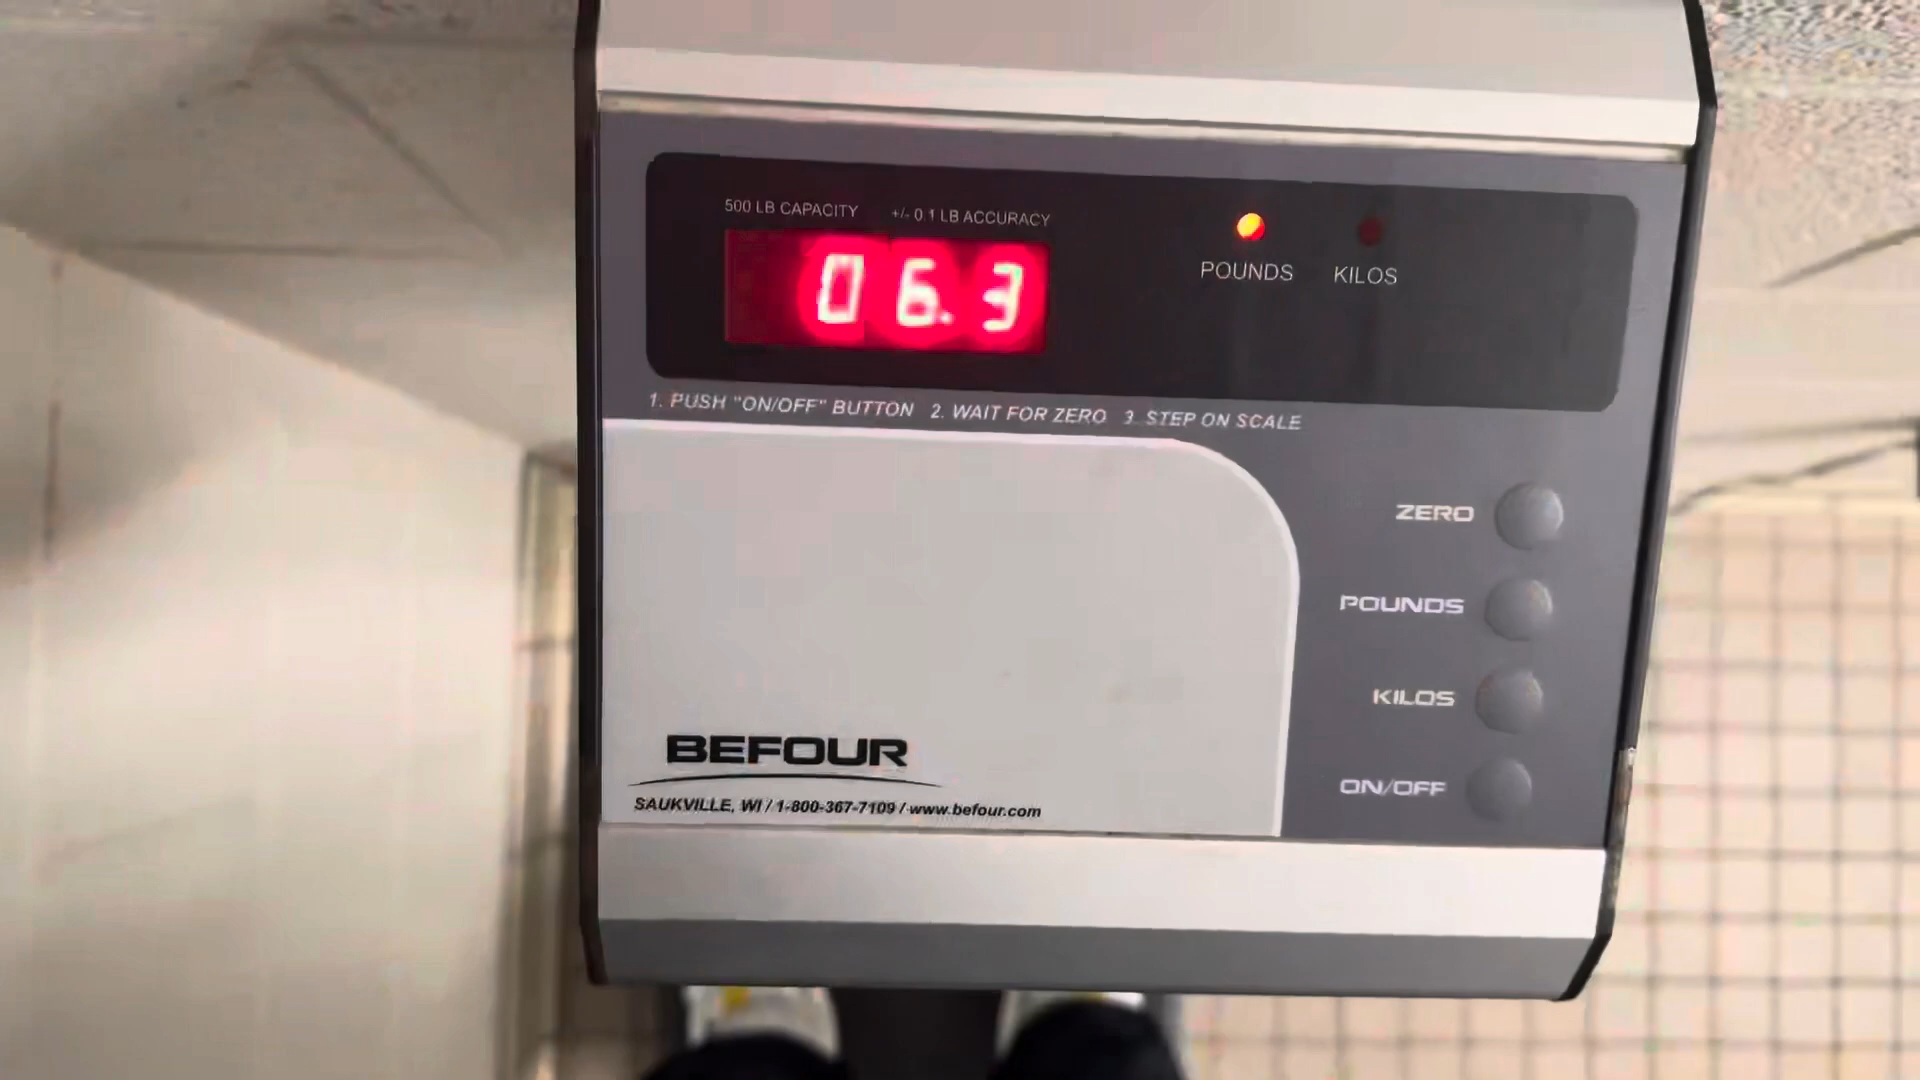 500 LB CAPACITY +/- 0.1 LB ACCURACY
06.3
POUNDS KILOS
1. PUSH "ON/OFF" BUTTON 2. WAIT FOR ZERO 3. STEP ON SCALE
ZERO
POUNDS
KILOS
ON/OFF
BEFOUR
SAUKVILLE, WI / 1-800-367-7109 / www.befour.com